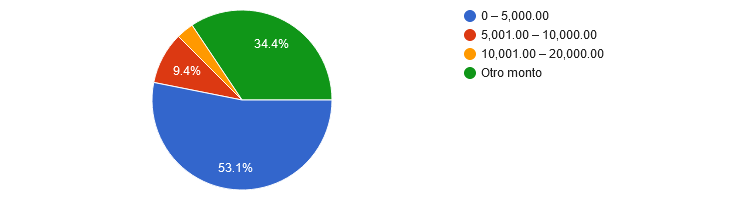 0 – 5,000.00
5,001.00 – 10,000.00
10,001.00 – 20,000.00
Otro monto
34.4%
9.4%
53.1%